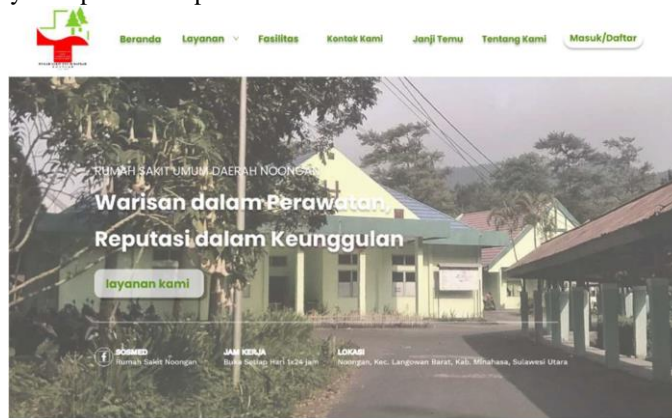 Beranda Layanan Fasilitas Kontak Kami Janji Temu Tentang Kami Masuk/Daftar
RUMAH SAKIT UMUM DAERAH NOONGAN
Warisan dalam Perawatan,
Reputasi dalam Keunggulan
layanan kami
SOSMED JAM KERJA LOKASI
Rumah Sakit Noongan Buka Setiap Hari 1x24 jam Noongan, Kec. Langowan Barat, Kab. Minahasa, Sulawesi Utara